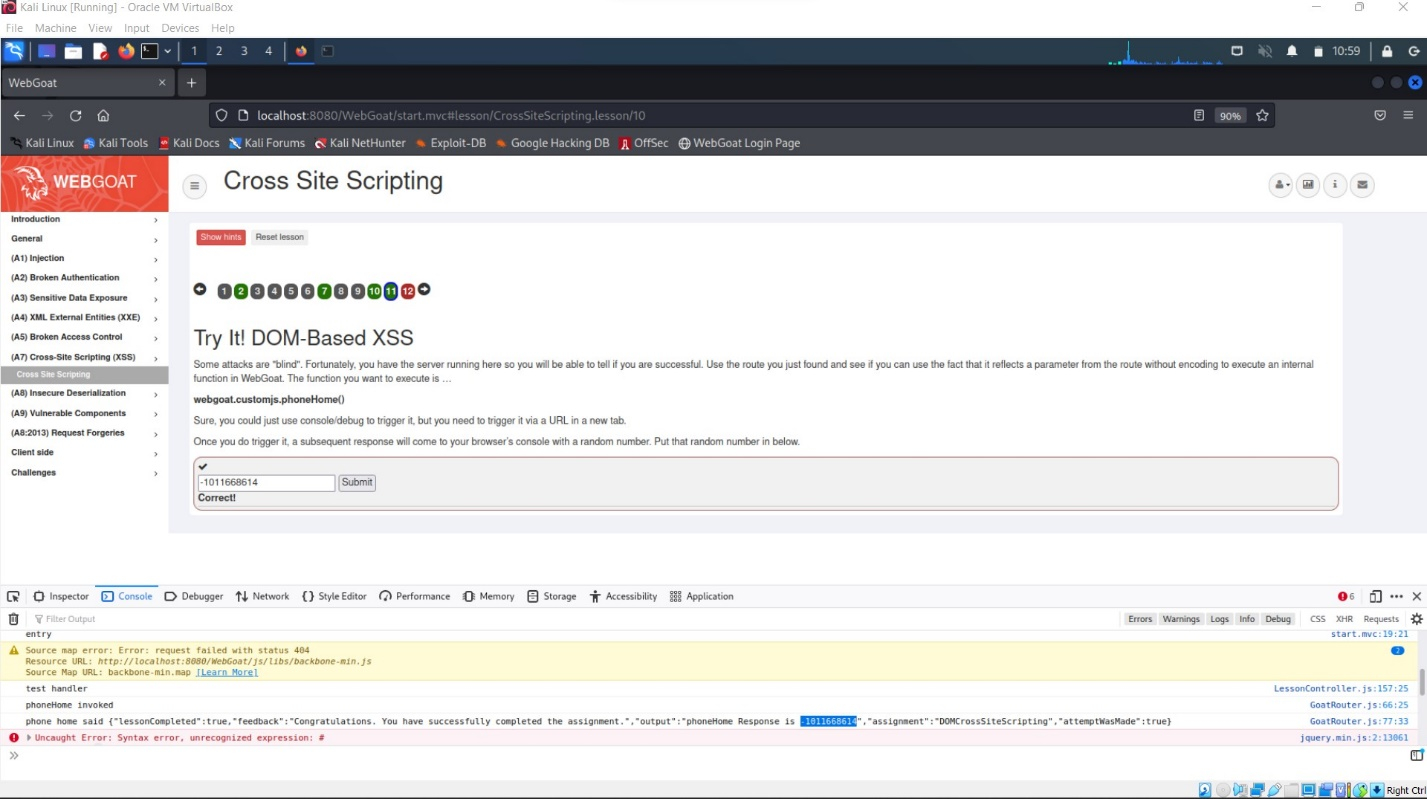 Kali Linux [Running] - Oracle VM VirtualBox
File Machine View Input Devices Help
1 2 3 4 10:59
WebGoat
localhost:8080/WebGoat/start.mvc#lesson/CrossSiteScripting.lesson/10 90%
Kali Linux Kali Tools Kali Docs Kali Forums Kali NetHunter Exploit-DB Google Hacking DB OffSec WebGoat Login Page
WEBGOAT
Cross Site Scripting
Introduction
General
(A1) Injection
(A2) Broken Authentication
(A3) Sensitive Data Exposure
(A4) XML External Entities (XXE)
(A5) Broken Access Control
(A7) Cross-Site Scripting (XSS)
Cross Site Scripting
(A8) Insecure Deserialization
(A9) Vulnerable Components
(A8:2013) Request Forgeries
Client side
Challenges
Show hints Reset lesson
1 2 3 4 5 6 7 8 9 10 11 12
Try It! DOM-Based XSS
Some attacks are "blind". Fortunately, you have the server running here so you will be able to tell if you are successful. Use the route you just found and see if you can use the fact that it reflects a parameter from the route without encoding to execute an internal
function in WebGoat. The function you want to execute is …
webgoat.customjs.phoneHome()
Sure, you could just use console/debug to trigger it, but you need to trigger it via a URL in a new tab.
Once you do trigger it, a subsequent response will come to your browser's console with a random number. Put that random number in below.
-1011668614 Submit
Correct!
Inspector Console Debugger Network Style Editor Performance Memory Storage Accessibility Application 6
Filter Output Errors Warnings Logs Info Debug CSS XHR Requests
entry start.mvc:19:21
Source map error: Error: request failed with status 404 2
Resource URL: http://localhost:8080/WebGoat/js/libs/backbone-min.js
Source Map URL: backbone-min.map [Learn More]
test handler LessonController.js:157:25
phoneHome invoked GoatRouter.js:66:25
phone home said {"lessonCompleted":true,"feedback":"Congratulations. You have successfully completed the assignment.","output":"phoneHome Response is -1011668614","assignment":"DOMCrossSiteScripting","attemptWasMade":true} GoatRouter.js:77:33
Uncaught Error: Syntax error, unrecognized expression: # jquery.min.js:2:13061
Right Ctrl